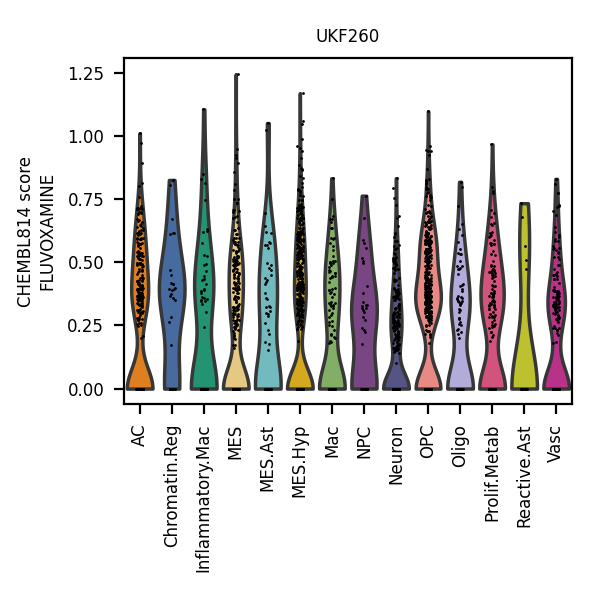 UKF260
CHEMBL814 score
FLUVOXAMINE
1.25
1.00
0.75
0.50
0.25
0.00
AC
Chromatin.Reg
Inflammatory.Mac
MES
MES.Ast
MES.Hyp
Mac
NPC
Neuron
OPC
Oligo
Prolif.Metab
Reactive.Ast
Vasc